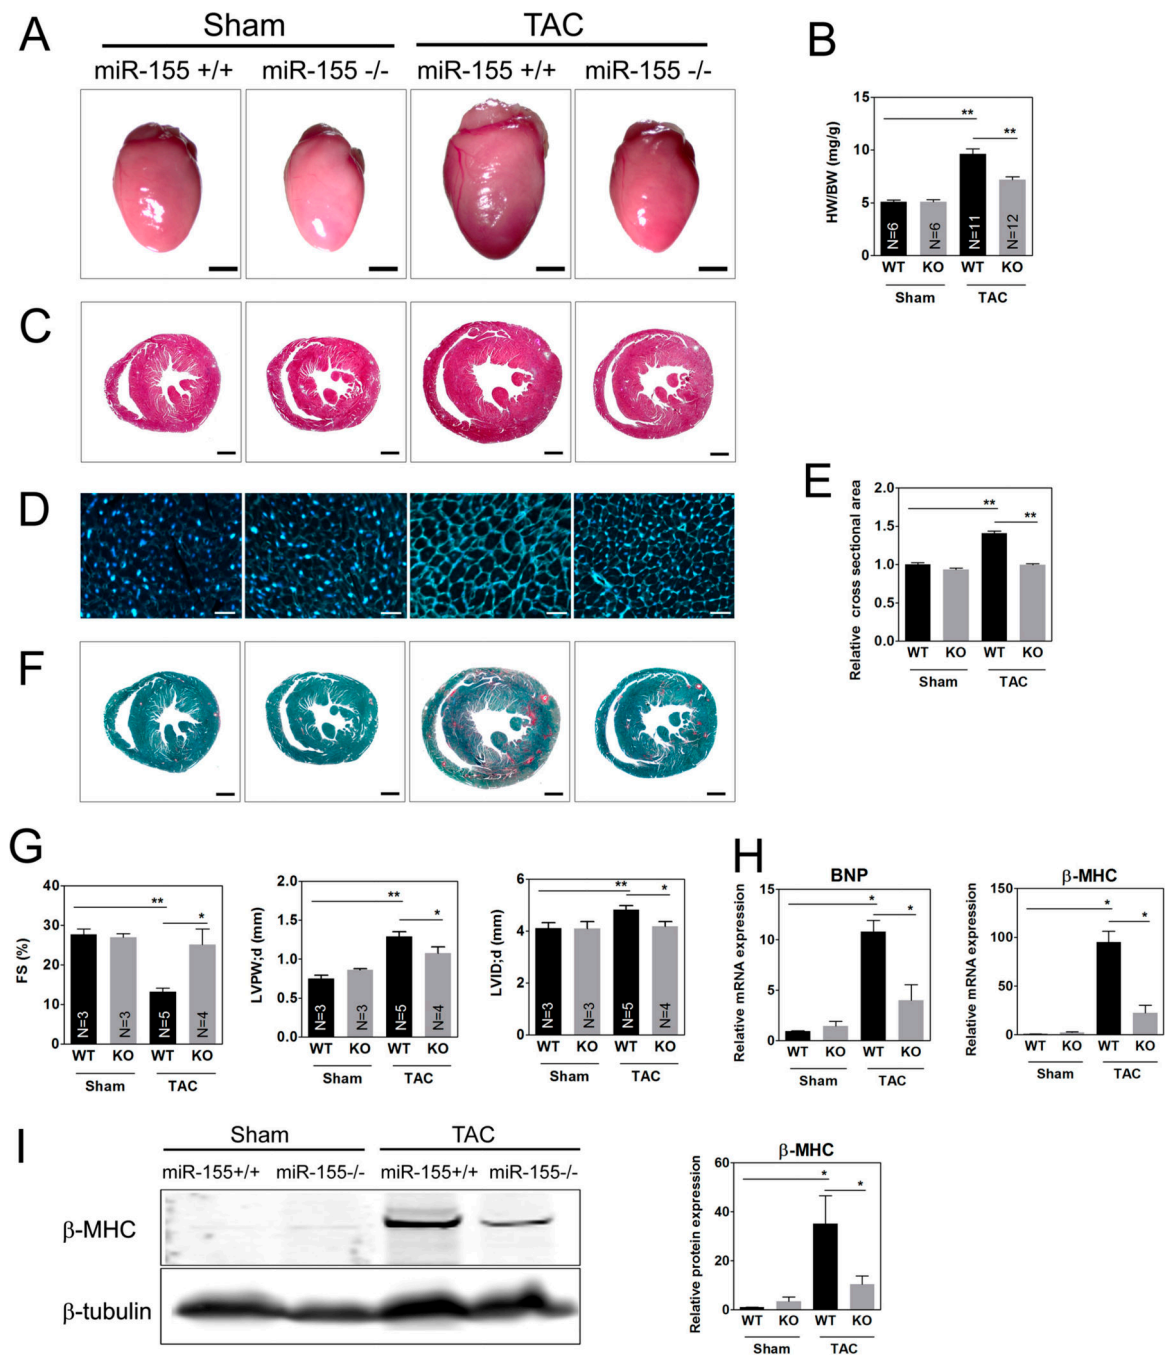 A
Sham
TAC
miR-155 +/+
miR-155 -/-
miR-155 +/+
miR-155 -/-
B
HW/BW (mg/g)
15
10
5
0
**
**
N=6
N=6
N=11
N=12
WT
KO
WT
KO
Sham
TAC
C
D
E
Relative cross sectional area
2.0
1.5
1.0
0.5
0.0
**
**
WT
KO
WT
KO
Sham
TAC
F
G
FS (%)
40
30
20
10
0
**
*
N=3
N=3
N=5
N=4
WT
KO
WT
KO
Sham
TAC
LVPW;d (mm)
2.0
1.5
1.0
0.5
0.0
**
*
N=3
N=3
N=5
N=4
WT
KO
WT
KO
Sham
TAC
LVID;d (mm)
6
4
2
0
**
*
N=3
N=3
N=5
N=4
WT
KO
WT
KO
Sham
TAC
H
BNP
Relative mRNA expression
15
10
5
0
*
*
WT
KO
WT
KO
Sham
TAC
β-MHC
Relative mRNA expression
150
100
50
0
*
*
WT
KO
WT
KO
Sham
TAC
I
Sham
TAC
miR-155+/+
miR-155-/-
miR-155+/+
miR-155-/-
β-MHC
β-tubulin
β-MHC
Relative protein expression
60
40
20
0
*
*
WT
KO
WT
KO
Sham
TAC